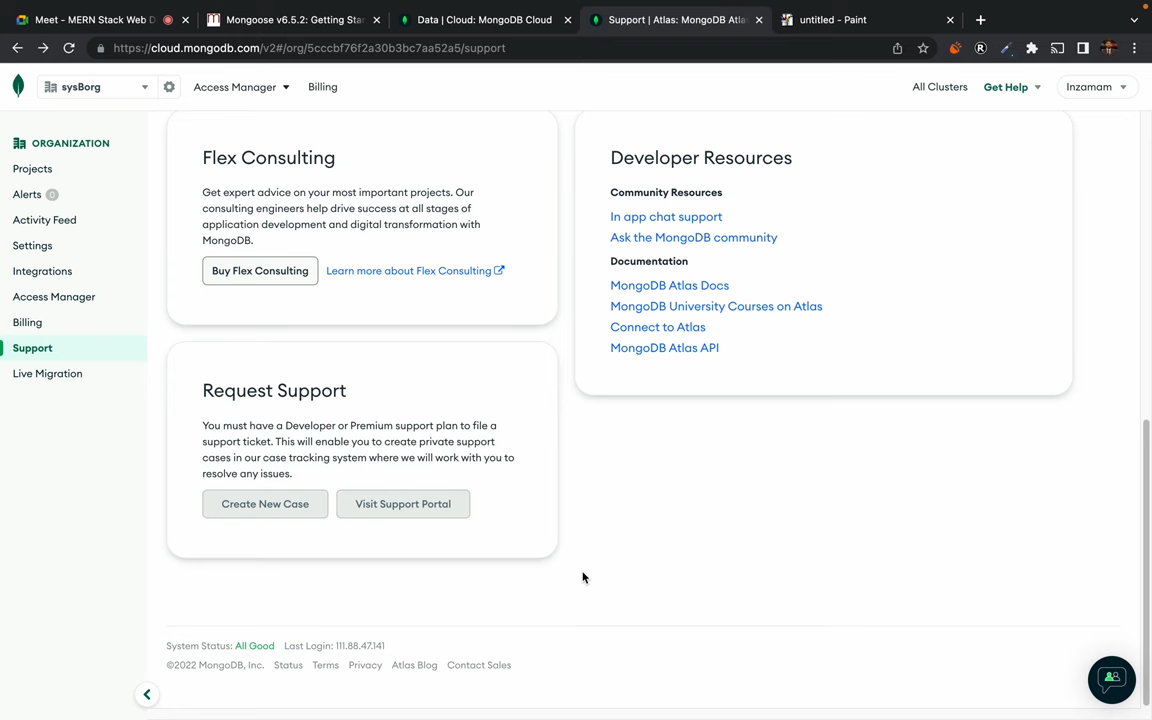 Meet - MERN Stack Web D
Mongoose v6.5.2: Getting Sta
Data | Cloud: MongoDB Cloud
Support | Atlas: MongoDB Atla
untitled - Paint
https://cloud.mongodb.com/v2#/org/5cccbf76f2a30b3bc7aa52a5/support
sysBorg
Access Manager
Billing
All Clusters
Get Help
Inzamam
ORGANIZATION
Projects
Alerts 0
Activity Feed
Settings
Integrations
Access Manager
Billing
Support
Live Migration
Flex Consulting
Get expert advice on your most important projects. Our
consulting engineers help drive success at all stages of
application development and digital transformation with
MongoDB.
Buy Flex Consulting
Learn more about Flex Consulting
Request Support
You must have a Developer or Premium support plan to file a
support ticket. This will enable you to create private support
cases in our case tracking system where we will work with you to
resolve any issues.
Create New Case
Visit Support Portal
Developer Resources
Community Resources
In app chat support
Ask the MongoDB community
Documentation
MongoDB Atlas Docs
MongoDB University Courses on Atlas
Connect to Atlas
MongoDB Atlas API
System Status: All Good Last Login: 111.88.47.141
©2022 MongoDB, Inc. Status Terms Privacy Atlas Blog Contact Sales